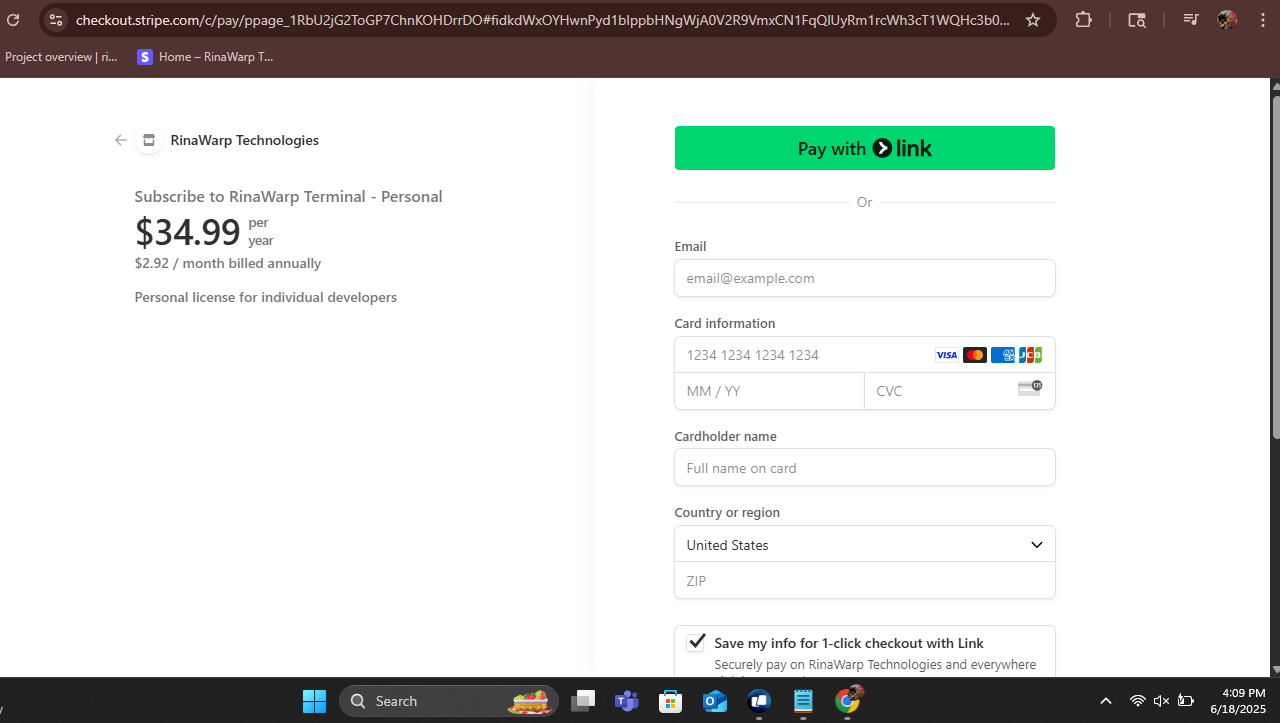 checkout.stripe.com/c/pay/ppage_1RbU2jG2ToGP7ChnKOHDrrDO#fidkdWxOYHwnPyd1blppbHNgWjA0V2R9VmxCN1FqQlUyRm1rcWh3cT1WQHc3b0...
Project overview | ri...
S Home – RinaWarp T...
RinaWarp Technologies
Subscribe to RinaWarp Terminal - Personal
$34.99 per
year
$2.92 / month billed annually
Personal license for individual developers
Pay with link
Or
Email
email@example.com
Card information
1234 1234 1234 1234 VISA JCB
MM / YY
CVC
Cardholder name
Full name on card
Country or region
United States
ZIP
Save my info for 1-click checkout with Link
Securely pay on RinaWarp Technologies and everywhere
Search
4:09 PM
6/18/2025